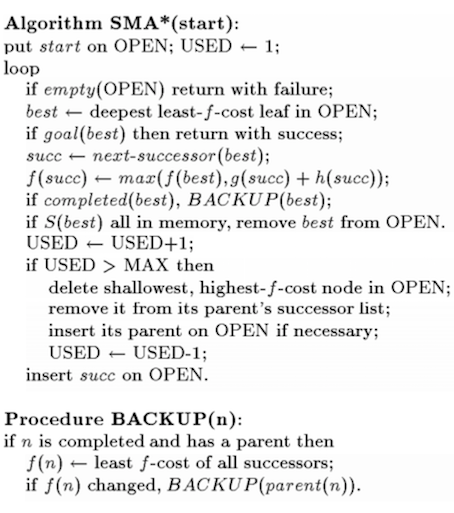 Algorithm SMA*(start):
put start on OPEN; USED ← 1;
loop
if empty(OPEN) return with failure;
best ← deepest least-f-cost leaf in OPEN;
if goal(best) then return with success;
succ ← next-successor(best);
f(succ) ← max(f(best),g(succ) + h(succ));
if completed(best), BACKUP(best);
if S(best) all in memory, remove best from OPEN.
USED ← USED+1;
if USED > MAX then
delete shallowest, highest-f-cost node in OPEN;
remove it from its parent's successor list;
insert its parent on OPEN if necessary;
USED ← USED-1;
insert succ on OPEN.
Procedure BACKUP(n):
if n is completed and has a parent then
f(n) ← least f-cost of all successors;
if f(n) changed, BACKUP(parent(n)).